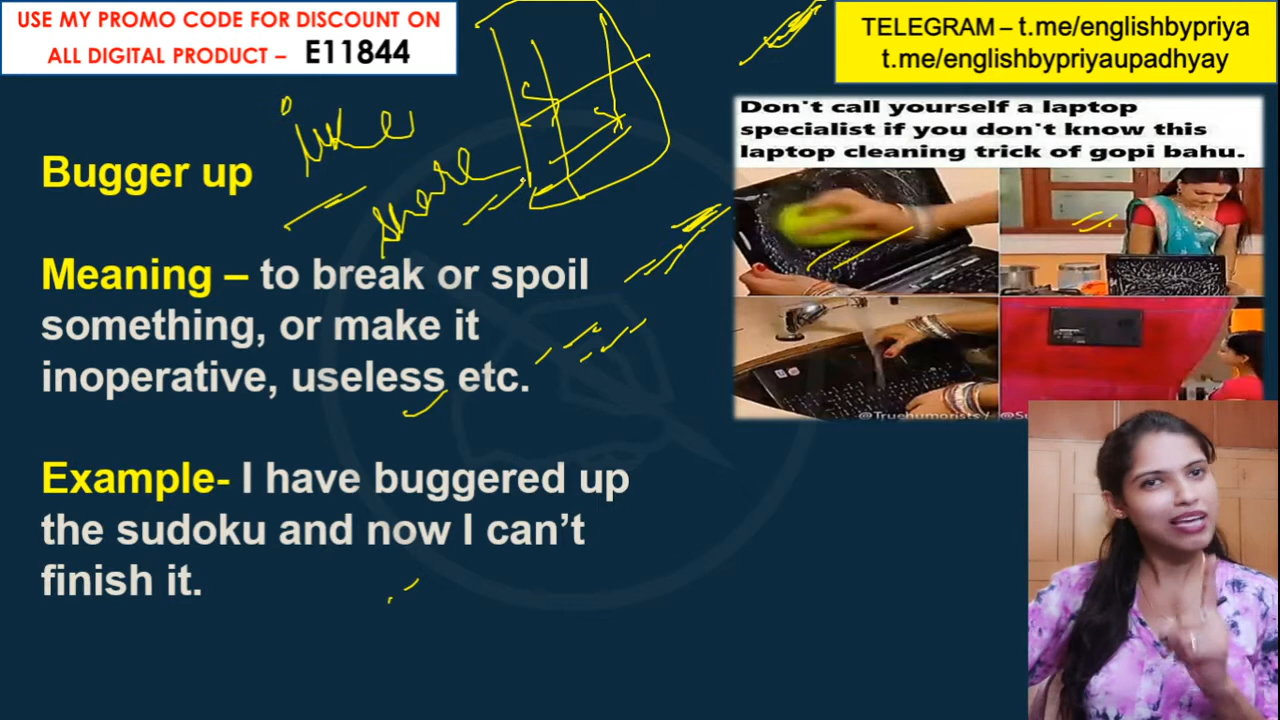 USE MY PROMO CODE FOR DISCOUNT ON
ALL DIGITAL PRODUCT – E11844
TELEGRAM – t.me/englishbypriya
t.me/englishbypriyaupadhyay
Don't call yourself a laptop
specialist if you don't know this
laptop cleaning trick of gopi bahu.
like
share
Bugger up
Meaning – to break or spoil
something, or make it
inoperative, useless etc.
@Truehumorists /
Example- I have buggered up
the sudoku and now I can't
finish it.